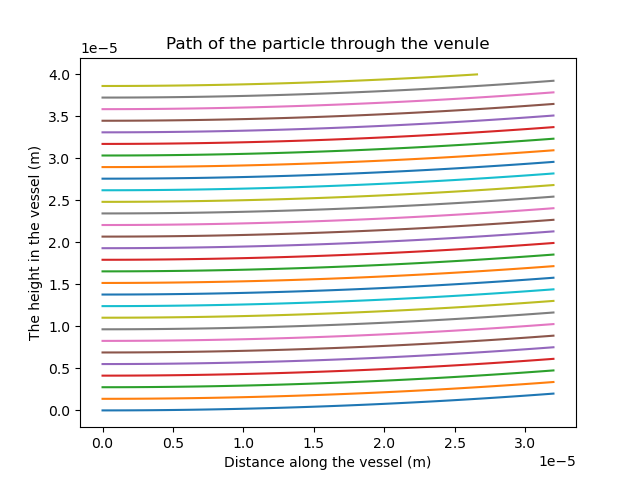 Path of the particle through the venule
1e−5
4.0
3.5
3.0
2.5
2.0
1.5
1.0
0.5
0.0
The height in the vessel (m)
0.0 0.5 1.0 1.5 2.0 2.5 3.0
1e−5
Distance along the vessel (m)